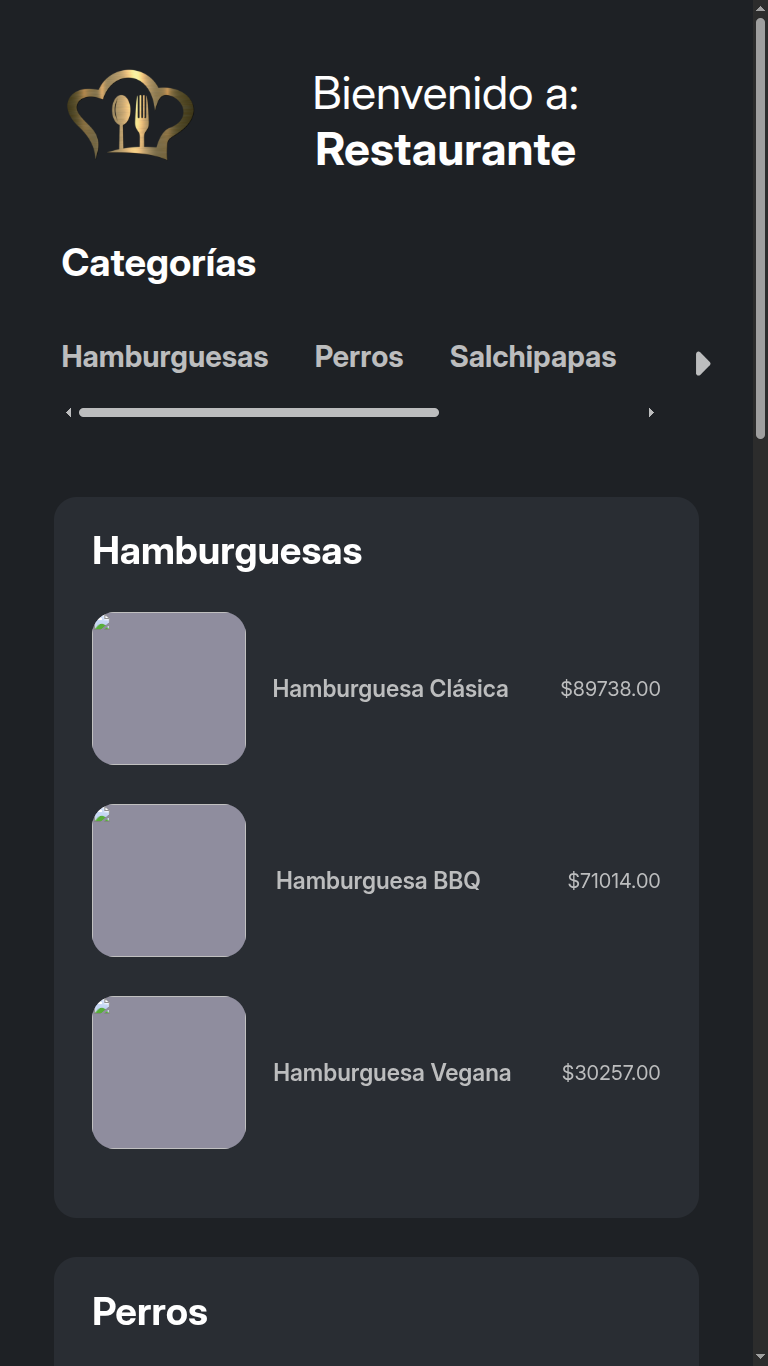 Bienvenido a:
Restaurante
Categorías
Hamburguesas Perros Salchipapas
Hamburguesas
Hamburguesa Clásica $89738.00
Hamburguesa BBQ $71014.00
Hamburguesa Vegana $30257.00
Perros